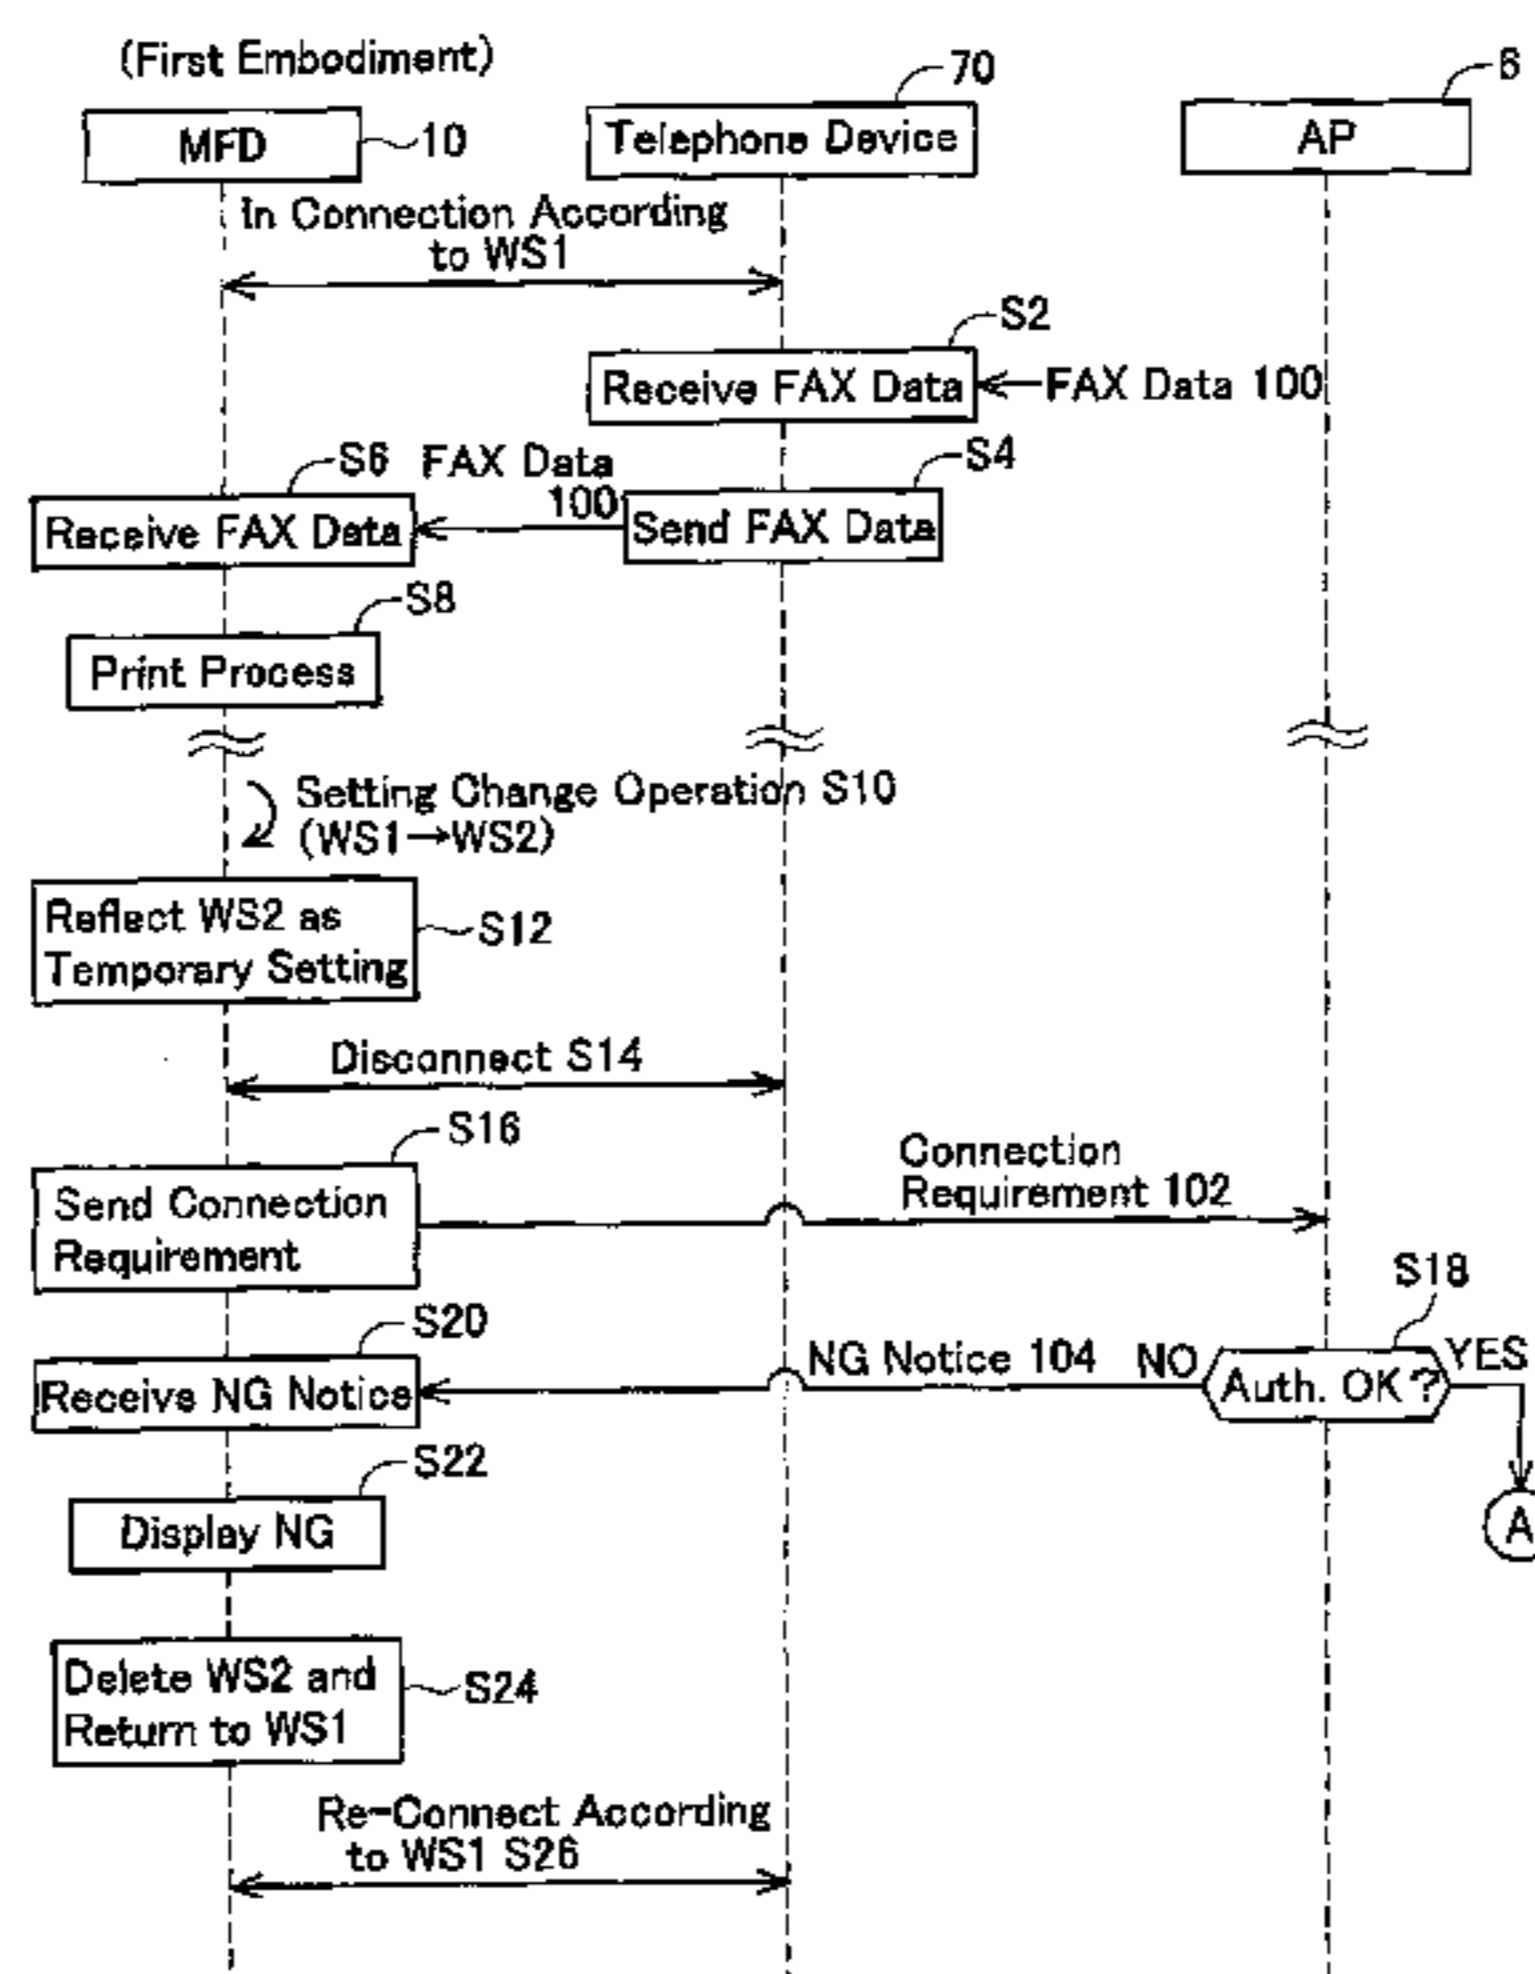 (First Embodiment)
70
6
MFD
10
Telephone Device
AP
In Connection According
to WS1
S2
Receive FAX Data
FAX Data 100
S6
FAX Data
100
S4
Receive FAX Data
Send FAX Data
S8
Print Process
Setting Change Operation S10
(WS1→WS2)
Reflect WS2 as
Temporary Setting
S12
Disconnect S14
S16
Send Connection
Requirement
Connection
Requirement 102
S18
S20
Receive NG Notice
NG Notice 104
NO
Auth. OK?
YES
S22
Display NG
A
Delete WS2 and
Return to WS1
S24
Re-Connect According
to WS1 S26